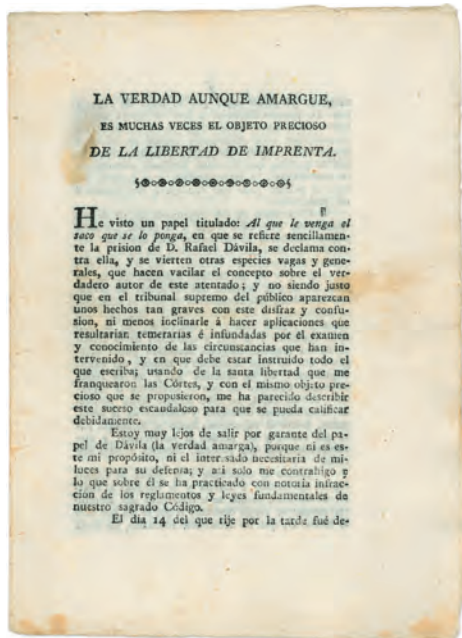 LA VERDAD AUNQUE AMARGUE,
ES MUCHAS VECES EL OBJETO PRECIOSO
DE LA LIBERTAD DE IMPRENTA.
He visto un papel titulado: Al que le venga el
saco que se lo ponga, en que se refiere sencillamen-
te la prision de D. Rafael Dávila, se declama con-
tra ella, y se vierten otras especies vagas y gene-
rales, que hacen vacilar el concepto sobre el ver-
dadero autor de este atentado; y no siendo justo
que en el tribunal supremo del público aparezcan
unos hechos tan graves con este disfraz y confu-
sion, ni menos inclinarle á hacer aplicaciones que
resultarian temerarias é infundadas por él examen
y conocimiento de las circunstancias que han in-
tervenido, y en que debe estar instruido todo el
que escriba; usando de la santa libertad que me
franquearon las Córtes, y con el mismo objeto pre-
cioso que se propusieron, me ha parecido describir
este suceso escandaloso para que se pueda calificar
debidamente.
Estoy muy lejos de salir por garante del pa-
pel de Dávila (la verdad amarga), porque ni es es-
te mi propósito, ni el interesado necesitaria de mi-
luces para su defensa; y asi solo me contrahigo
lo que sobre él se ha practicado con notoria infrac-
cion de los reglamentos y leyes fundamentales de
nuestro sagrado Código.
El dia 14 del que rije por la tarde fué de-